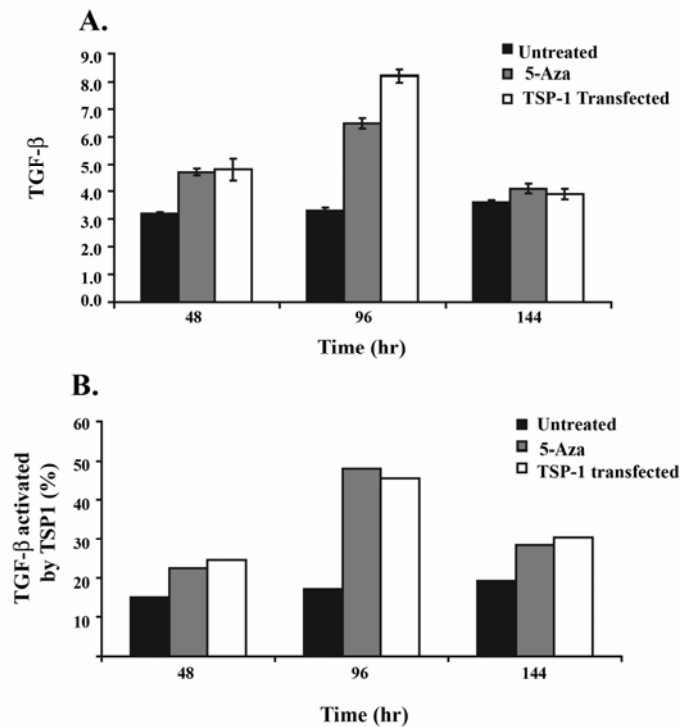 A.
9.0
8.0
7.0
6.0
5.0
4.0
3.0
2.0
1.0
0.0
TGF-β
Untreated
5-Aza
TSP-1 Transfected
48 96 144
Time (hr)
B.
60
50
40
30
20
10
TGF-β activated
by TSP1 (%)
Untreated
5-Aza
TSP-1 transfected
48 96 144
Time (hr)